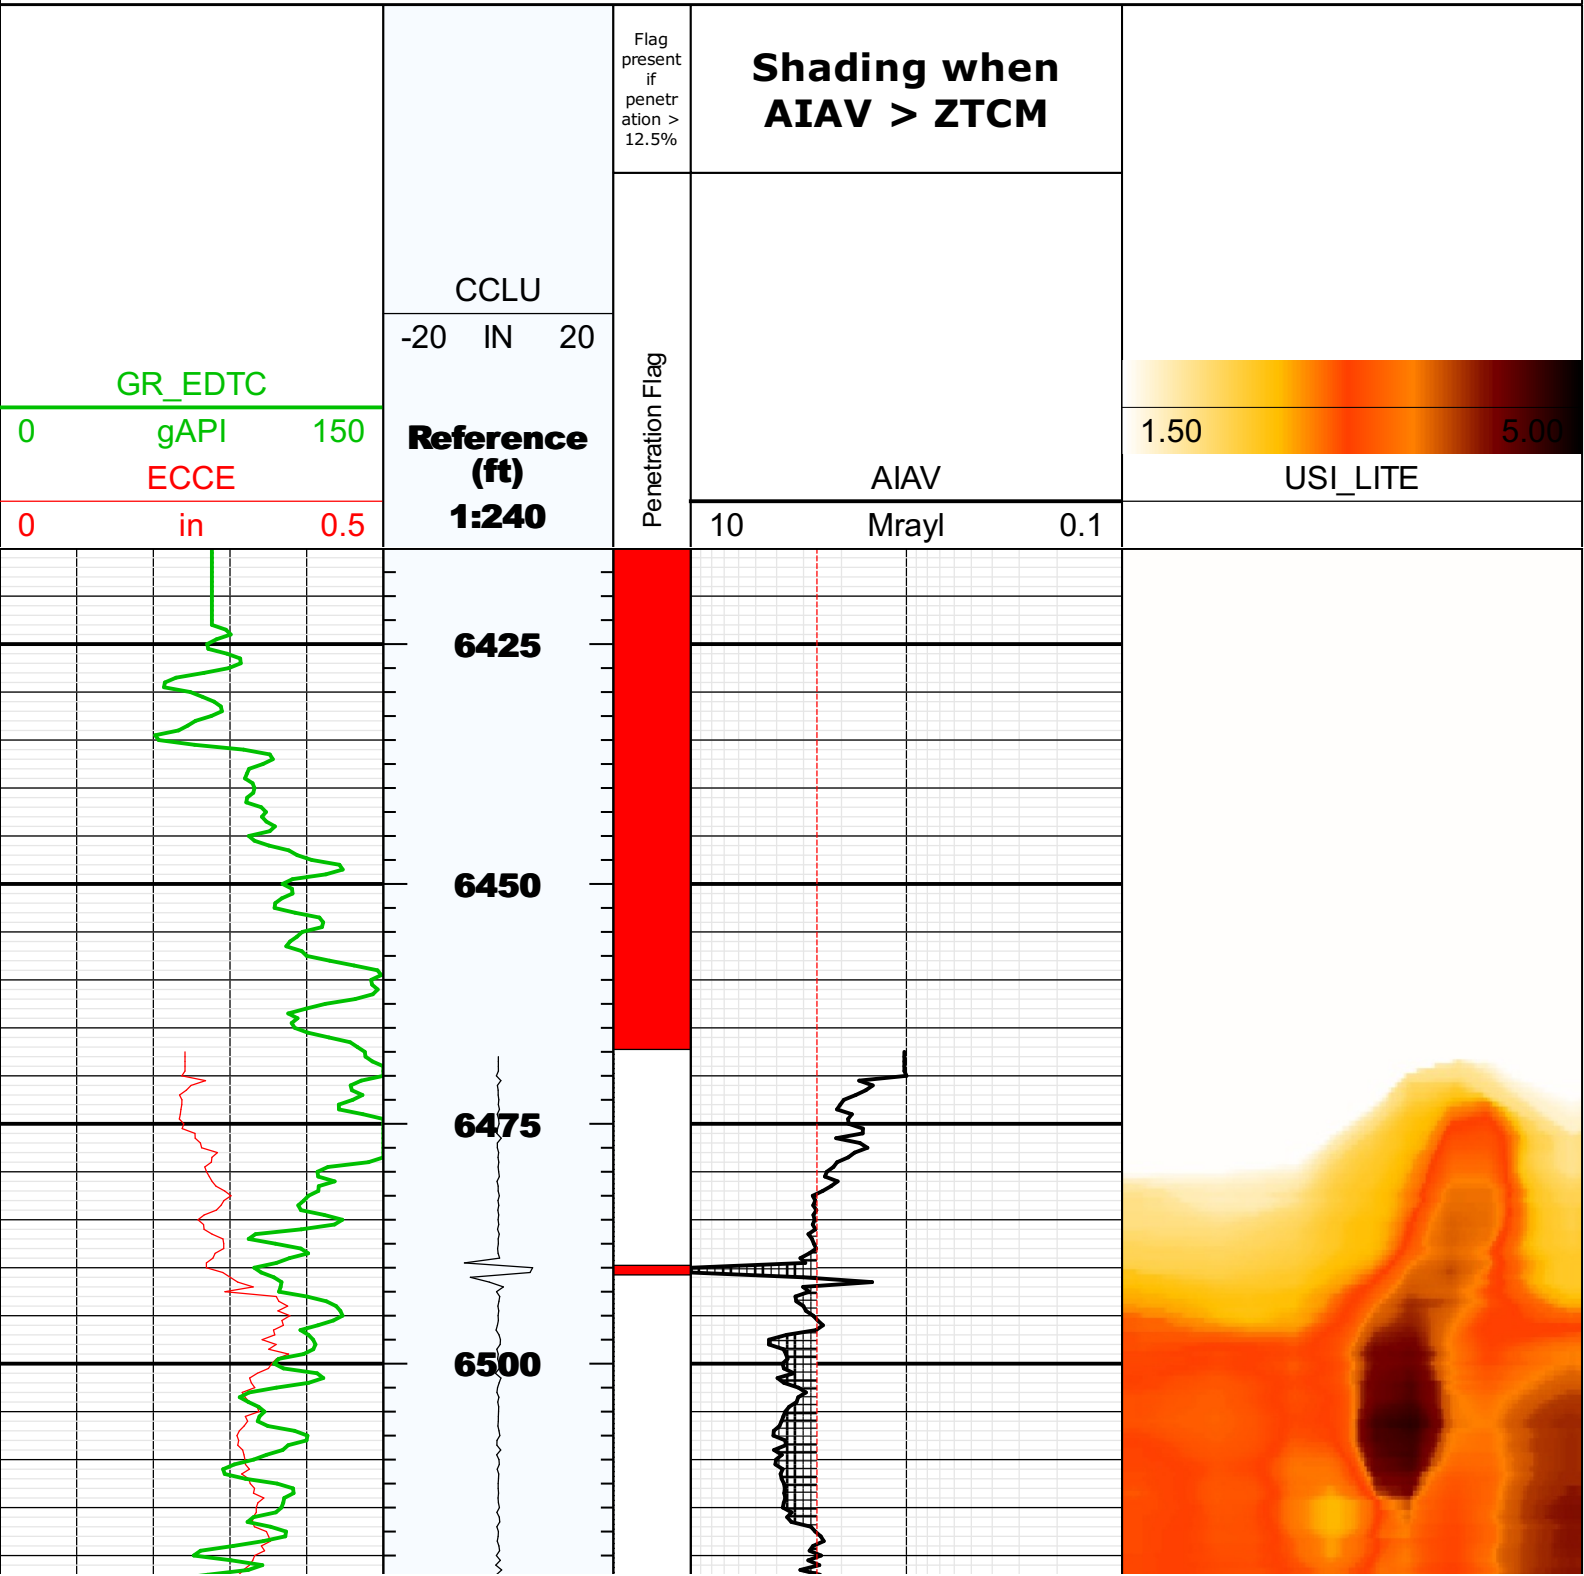 Flag
present
if
penetr
ation >
12.5%
Shading when
AIAV > ZTCM
CCLU
-20 IN 20
GR_EDTC
0 gAPI 150
ECCE
0 in 0.5
Reference
(ft)
1:240
Penetration Flag
AIAV
10 Mrayl 0.1
1.50 5.00
USI_LITE
6425
6450
6475
6500